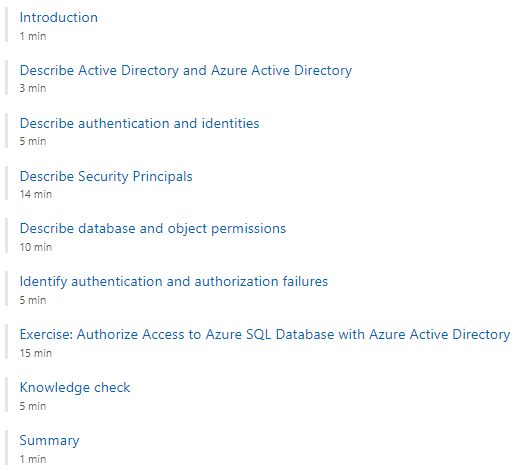 Introduction
1 min
Describe Active Directory and Azure Active Directory
3 min
Describe authentication and identities
5 min
Describe Security Principals
14 min
Describe database and object permissions
10 min
Identify authentication and authorization failures
5 min
Exercise: Authorize Access to Azure SQL Database with Azure Active Directory
15 min
Knowledge check
5 min
Summary
1 min